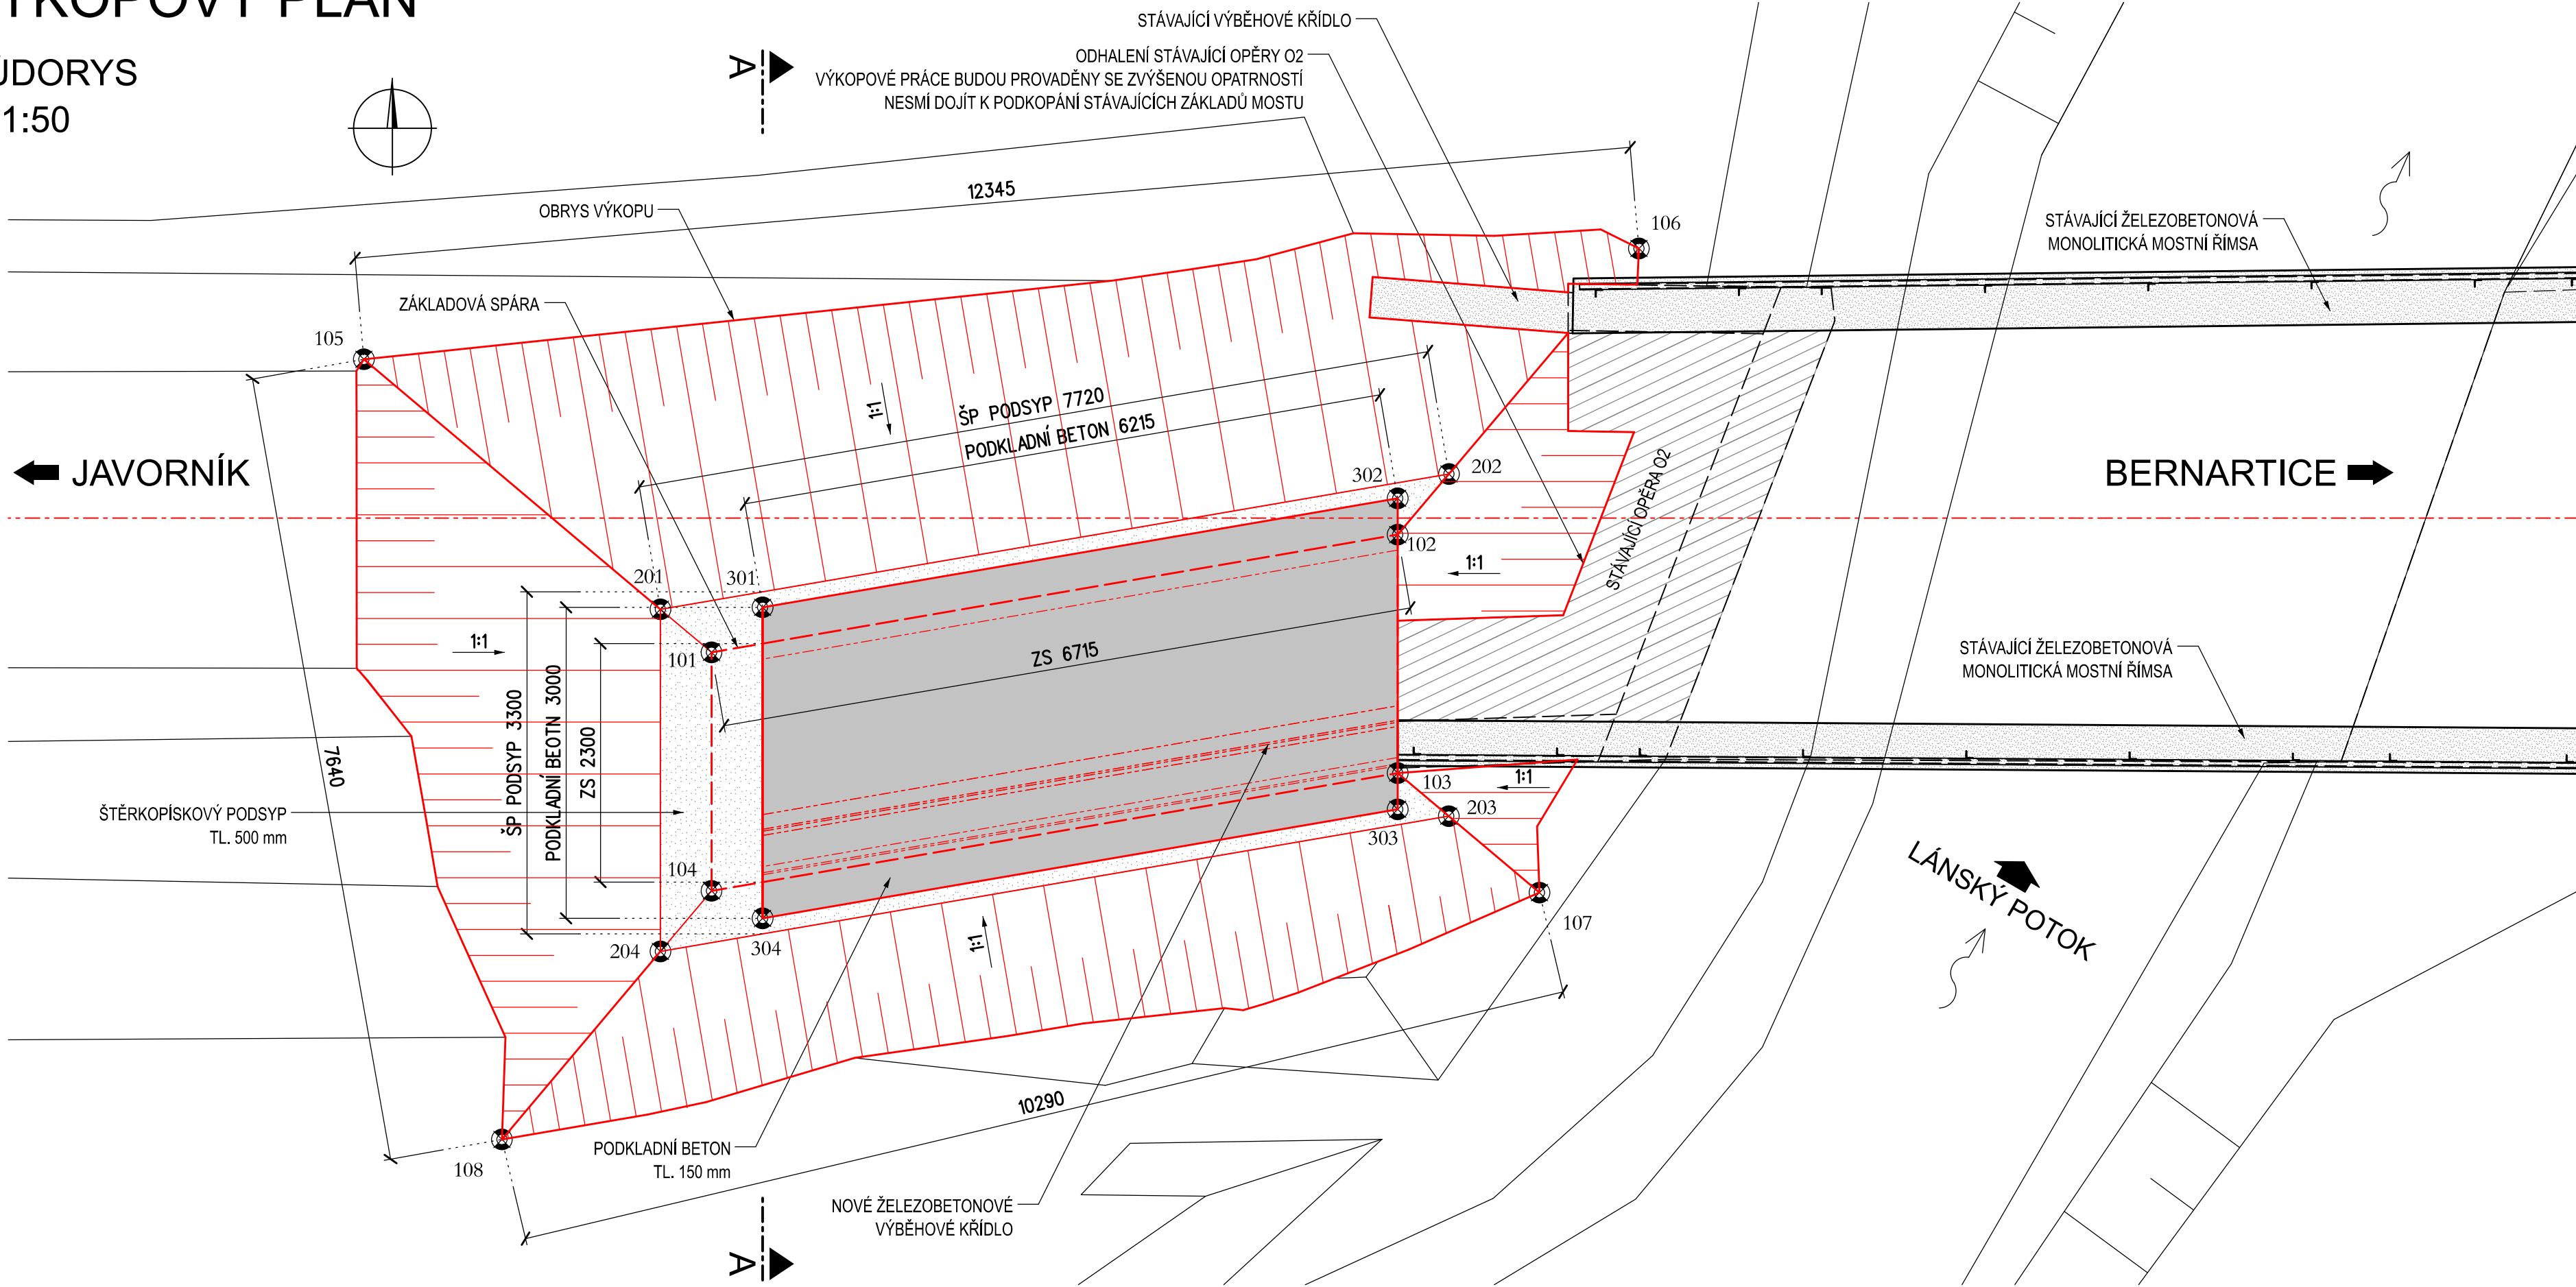 ÝKOPOVÝ PLÁN
ÚDORYS
1:50
STÁVAJÍCÍ VÝBĚHOVÉ KŘÍDLO
ODHALENÍ STÁVAJÍCÍ OPĚRY O2
VÝKOPOVÉ PRÁCE BUDOU PROVADĚNY SE ZVÝŠENOU OPATRNOSTÍ
NESMÍ DOJÍT K PODKOPÁNÍ STÁVAJÍCÍCH ZÁKLADŮ MOSTU
A
12345
OBRYS VÝKOPU
106
STÁVAJÍCÍ ŽELEZOBETONOVÁ
MONOLITICKÁ MOSTNÍ ŘÍMSA
ZÁKLADOVÁ SPÁRA
105
1:1
ŠP PODSYP 7720
PODKLADNÍ BETON 6215
JAVORNÍK
302
202
STÁVAJÍCÍ OPĚRA O2
BERNARTICE
102
1:1
201
301
1:1
101
ZS 6715
ŠP PODSYP 3300
PODKLADNÍ BEOTN 3000
ZS 2300
STÁVAJÍCÍ ŽELEZOBETONOVÁ
MONOLITICKÁ MOSTNÍ ŘÍMSA
7640
103
1:1
ŠTĚRKOPÍSKOVÝ PODSYP
TL. 500 mm
203
303
104
LÁNSKÝ POTOK
107
204
304
1:1
10290
PODKLADNÍ BETON
TL. 150 mm
108
NOVÉ ŽELEZOBETONOVÉ
VÝBĚHOVÉ KŘÍDLO
A